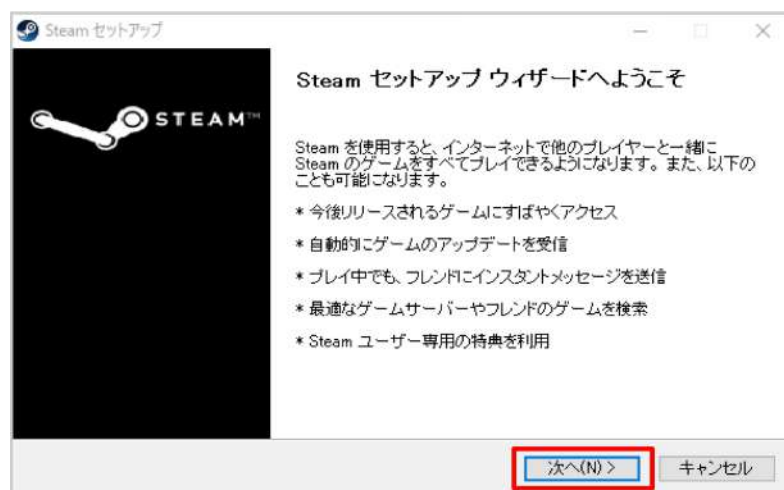 Steam セットアップ
STEAM™
Steam セットアップ ウィザードへようこそ
Steam を使用すると、インターネットで他のプレイヤーと一緒に
Steam のゲームをすべてプレイできるようになります。また、以下の
ことも可能になります。
* 今後リリースされるゲームにすばやくアクセス
* 自動的にゲームのアップデートを受信
* プレイ中でも、フレンドにインスタントメッセージを送信
* 最適なゲームサーバーやフレンドのゲームを検索
* Steam ユーザー専用の特典を利用
次へ(N) >
キャンセル